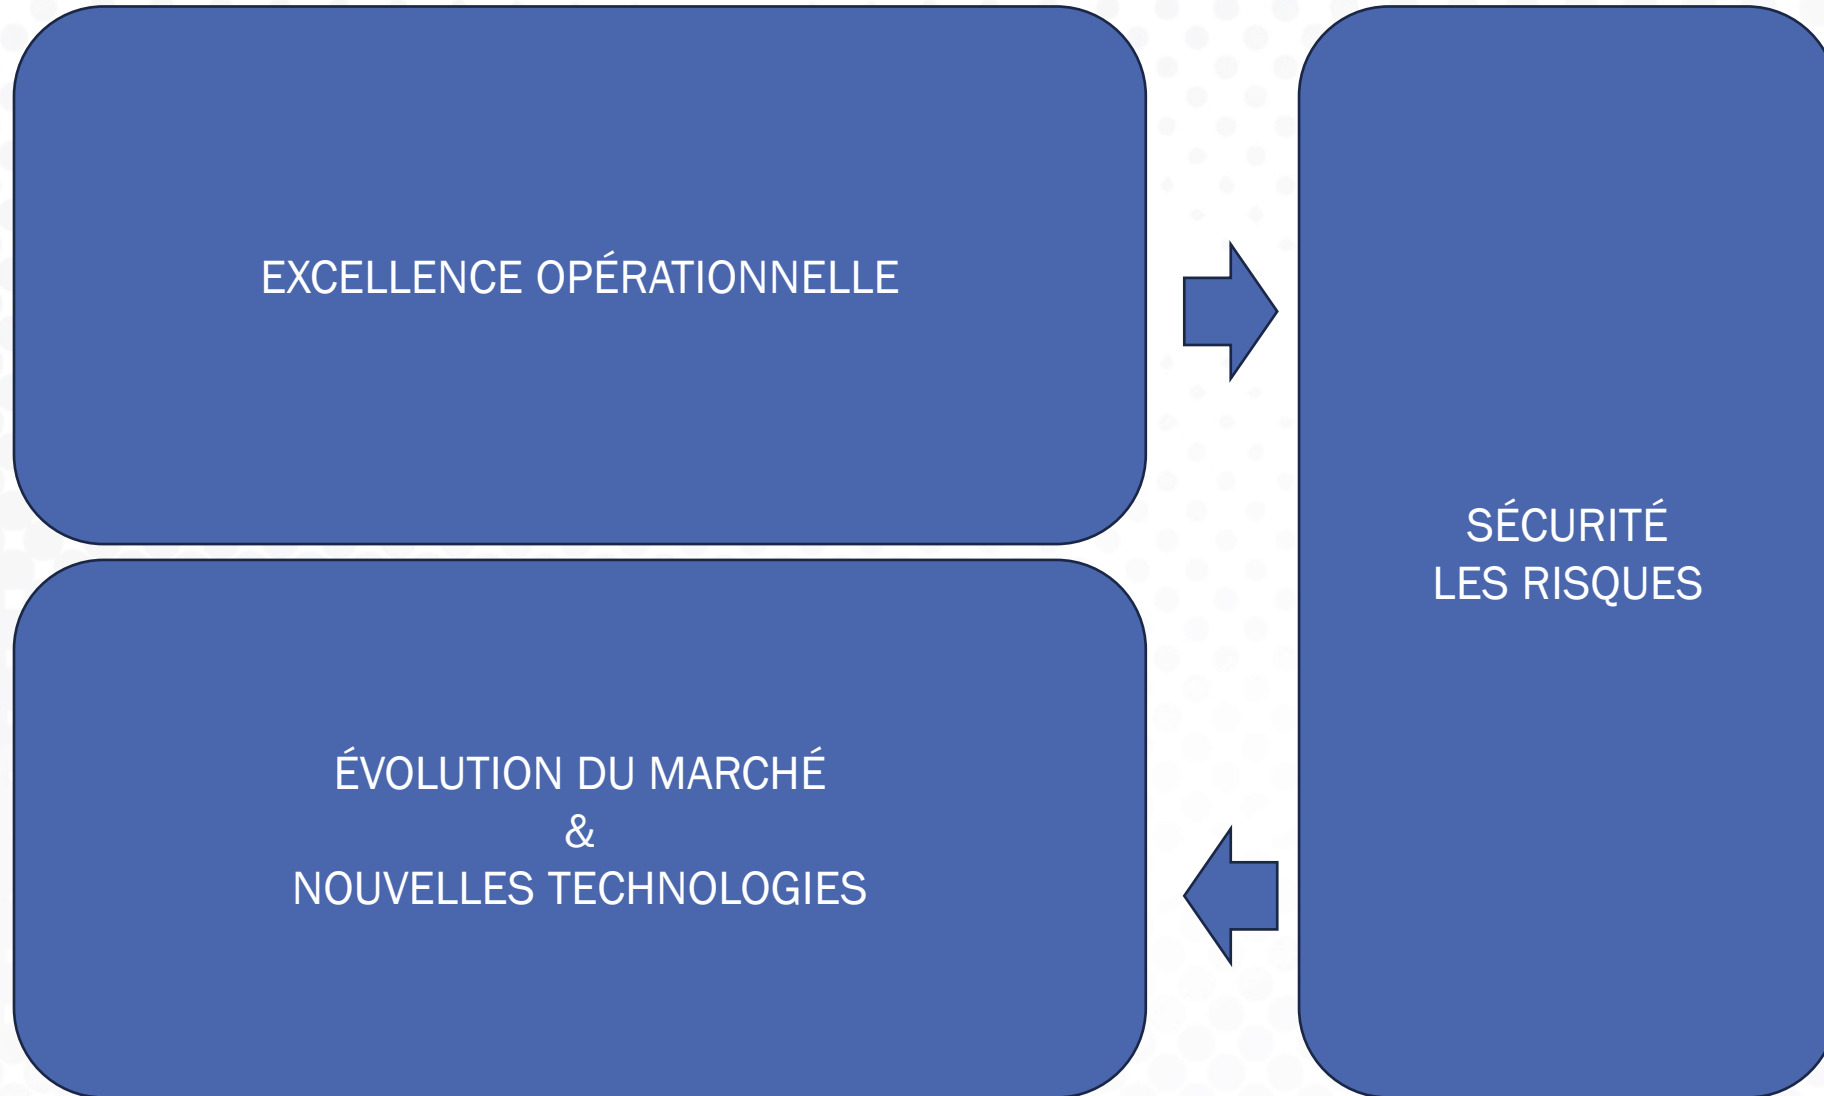 EXCELLENCE OPÉRATIONNELLE
ÉVOLUTION DU MARCHÉ
&
NOUVELLES TECHNOLOGIES
SÉCURITÉ
LES RISQUES